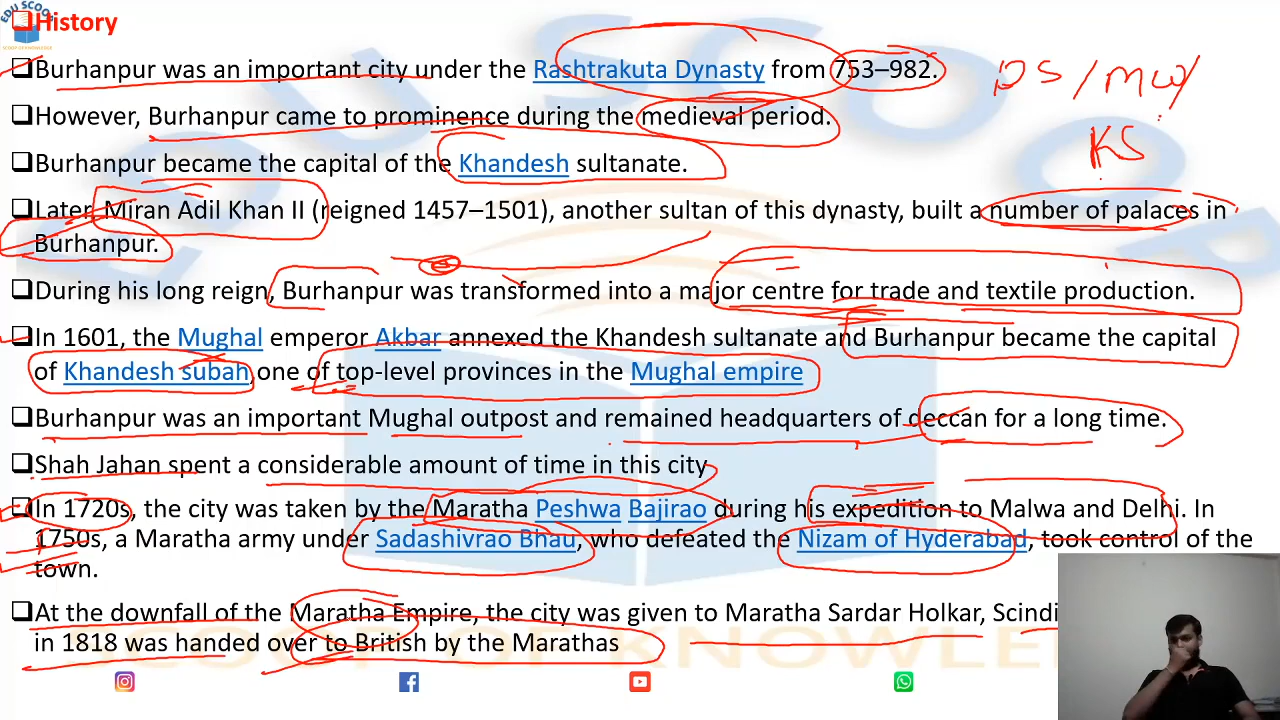 EDU SCOOP
SCOOP OF KNOWLEDGE
History
Burhanpur was an important city under the Rashtrakuta Dynasty from 753–982.
DS / MW/
However, Burhanpur came to prominence during the medieval period.
KS
Burhanpur became the capital of the Khandesh sultanate.
Later, Miran Adil Khan II (reigned 1457–1501), another sultan of this dynasty, built a number of palaces in
Burhanpur.
During his long reign, Burhanpur was transformed into a major centre for trade and textile production.
In 1601, the Mughal emperor Akbar annexed the Khandesh sultanate and Burhanpur became the capital
of Khandesh subah, one of top-level provinces in the Mughal empire
Burhanpur was an important Mughal outpost and remained headquarters of deccan for a long time.
Shah Jahan spent a considerable amount of time in this city
In 1720s, the city was taken by the Maratha Peshwa Bajirao during his expedition to Malwa and Delhi. In
1750s, a Maratha army under Sadashivrao Bhau, who defeated the Nizam of Hyderabad, took control of the
town.
At the downfall of the Maratha Empire, the city was given to Maratha Sardar Holkar, Scindi
in 1818 was handed over to British by the Marathas